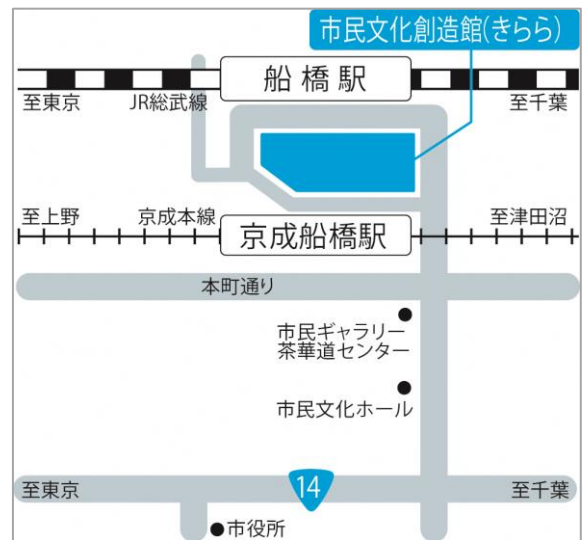 市民文化創造館(きらら)
船橋駅
至東京
JR総武線
至千葉
至上野
京成本線
京成船橋駅
至津田沼
本町通り
市民ギャラリー
茶華道センター
市民文化ホール
至東京
14
至千葉
●市役所